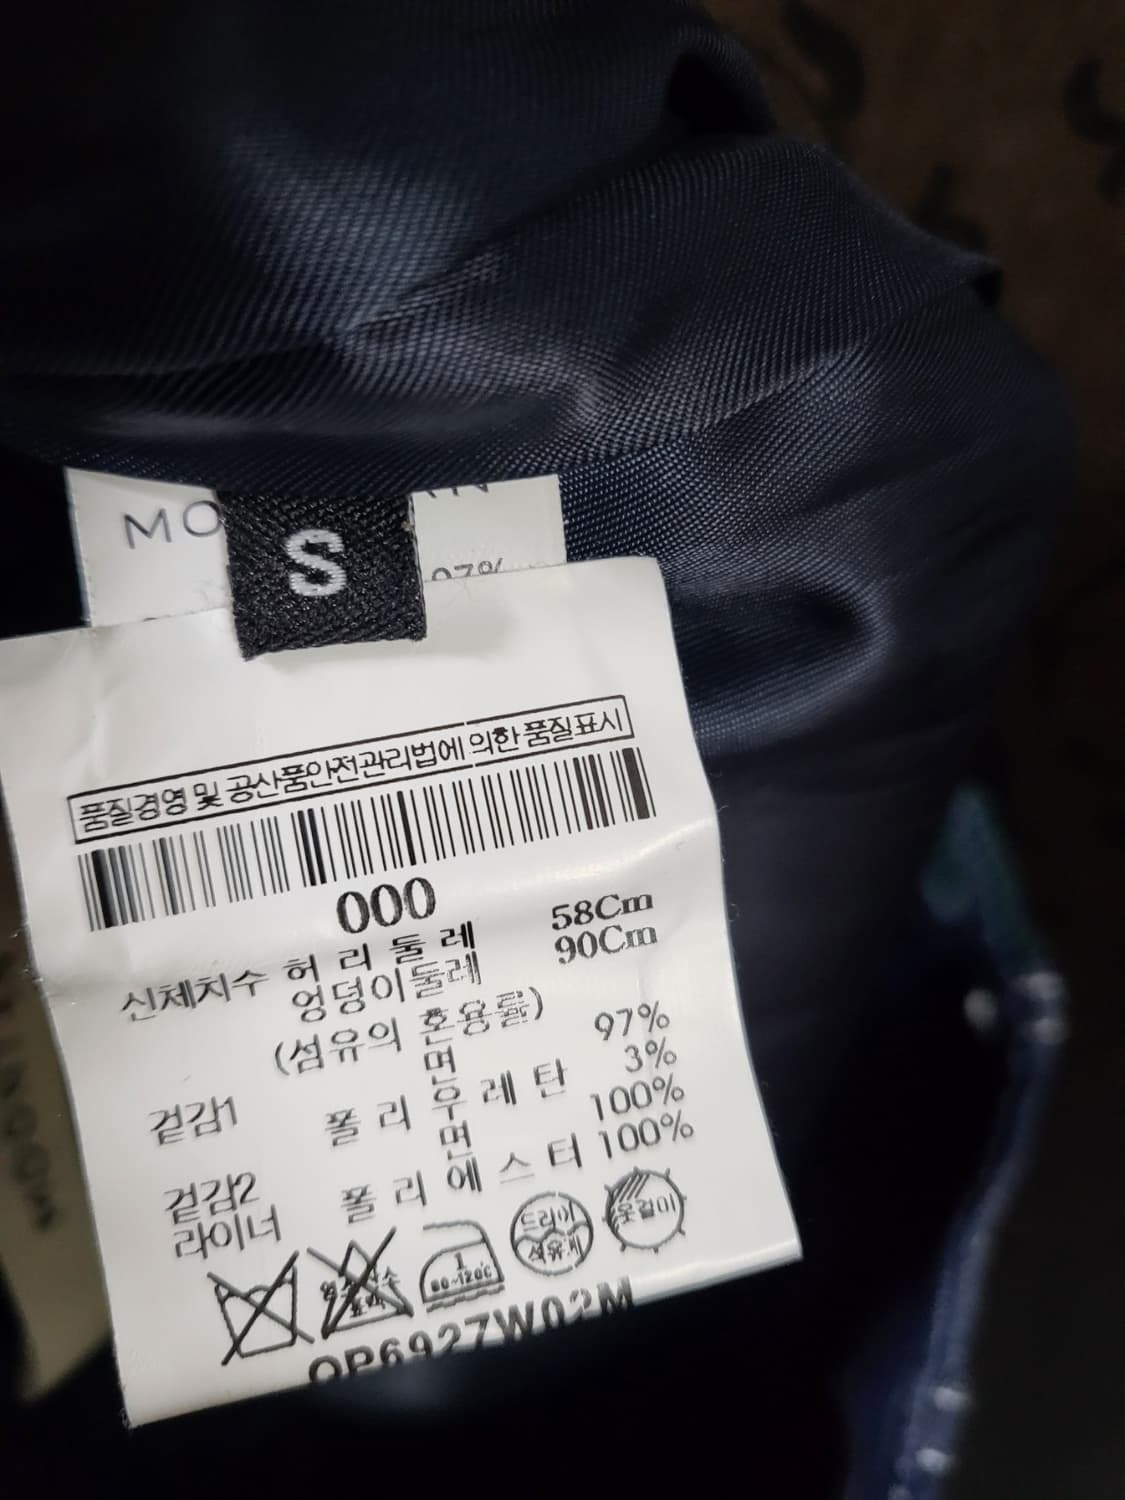 MO
S
97%
품질경영 및 공산품안전관리법에 의한 품질표시
000
신체치수 허리둘레 58Cm
엉덩이둘레 90Cm
(섬유의 혼용률)
겉감1 면 97%
폴리우레탄 3%
겉감2 면 100%
라이너 폴리에스터 100%
1
80~120℃
드라이
석유계
옷걸이
OP6927W02M